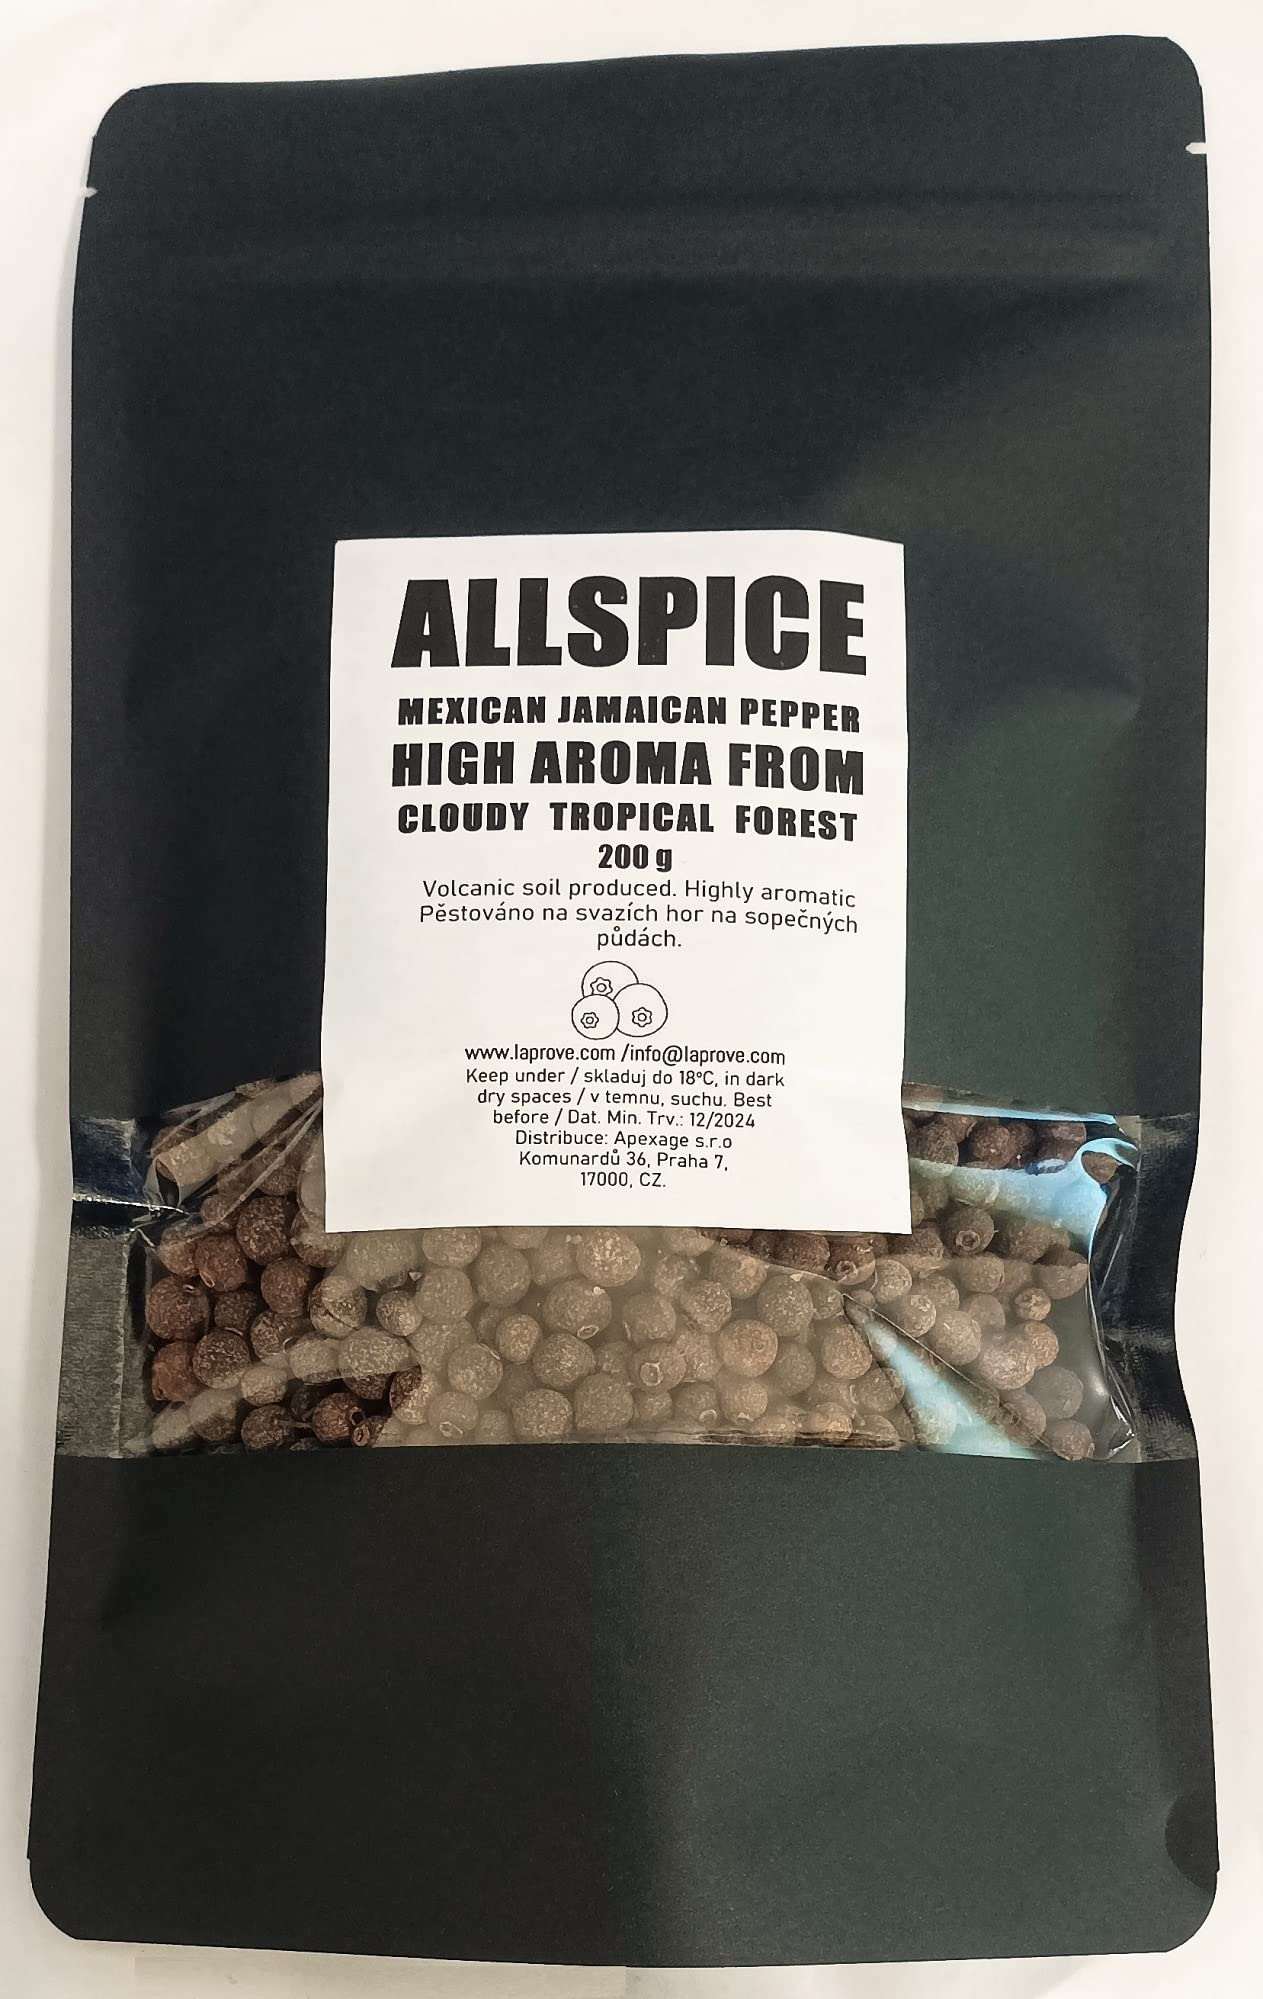 ALLSPICE
MEXICAN JAMAICAN PEPPER
HIGH AROMA FROM
CLOUDY TROPICAL FOREST
200 g
Volcanic soil produced. Highly aromatic
Pěstováno na svazích hor na sopečných
půdách.
www.laprove.com /info@laprove.com
Keep under / skladuj do 18°C, in dark
dry spaces / v temnu, suchu. Best
before / Dat. Min. Trv.: 12/2024
Distribuce: Apexage s.r.o
Komunardů 36, Praha 7,
17000, CZ.